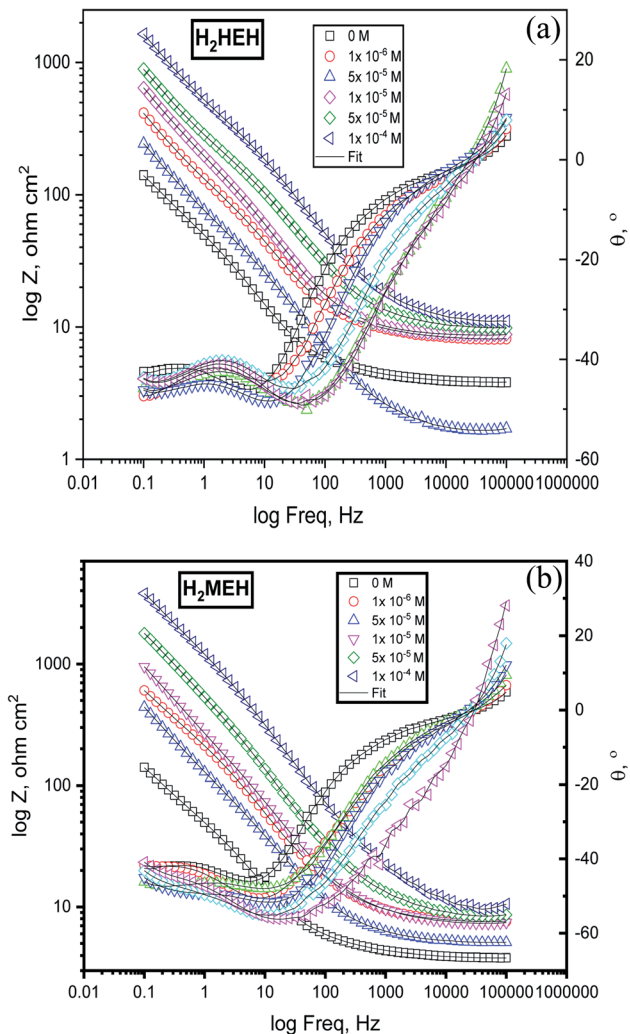 H₂HEH
(a)
0 M
1x 10⁻⁶ M
5x 10⁻⁵ M
1x 10⁻⁵ M
5x 10⁻⁵ M
1x 10⁻⁴ M
Fit
1000
100
10
1
log Z, ohm cm²
20
0
-20
-40
-60
θ, °
0.01 0.1 1 10 100 1000 10000 100000 1000000
log Freq, Hz
H₂MEH
(b)
0 M
1x 10⁻⁶ M
5x 10⁻⁵ M
1x 10⁻⁵ M
5x 10⁻⁵ M
1x 10⁻⁴ M
Fit
1000
100
10
log Z, ohm cm²
40
20
0
-20
-40
-60
θ, °
0.01 0.1 1 10 100 1000 10000 100000 1000000
log Freq, Hz